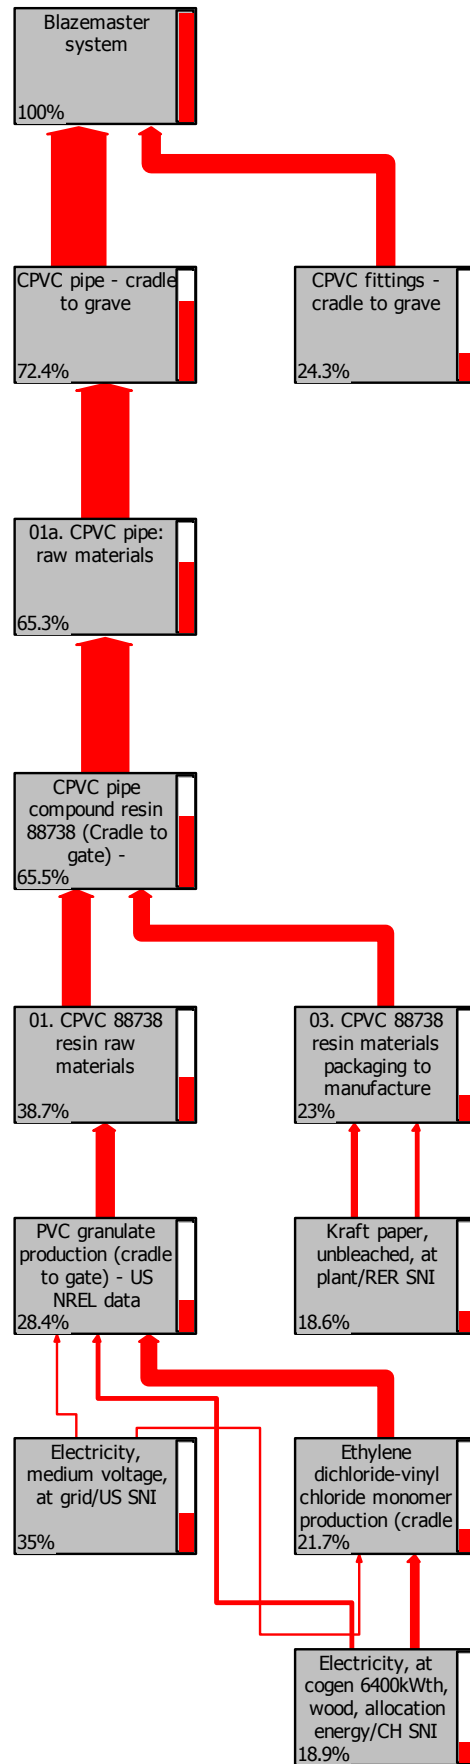 Blazemaster
system
100%
CPVC pipe - cradle
to grave
72.4%
CPVC fittings -
cradle to grave
24.3%
01a. CPVC pipe:
raw materials
65.3%
CPVC pipe
compound resin
88738 (Cradle to
gate) -
65.5%
01. CPVC 88738
resin raw
materials
38.7%
03. CPVC 88738
resin materials
packaging to
manufacture
23%
PVC granulate
production (cradle
to gate) - US
NREL data
28.4%
Kraft paper,
unbleached, at
plant/RER SNI
18.6%
Electricity,
medium voltage,
at grid/US SNI
35%
Ethylene
dichloride-vinyl
chloride monomer
production (cradle
21.7%
Electricity, at
cogen 6400kWth,
wood, allocation
energy/CH SNI
18.9%